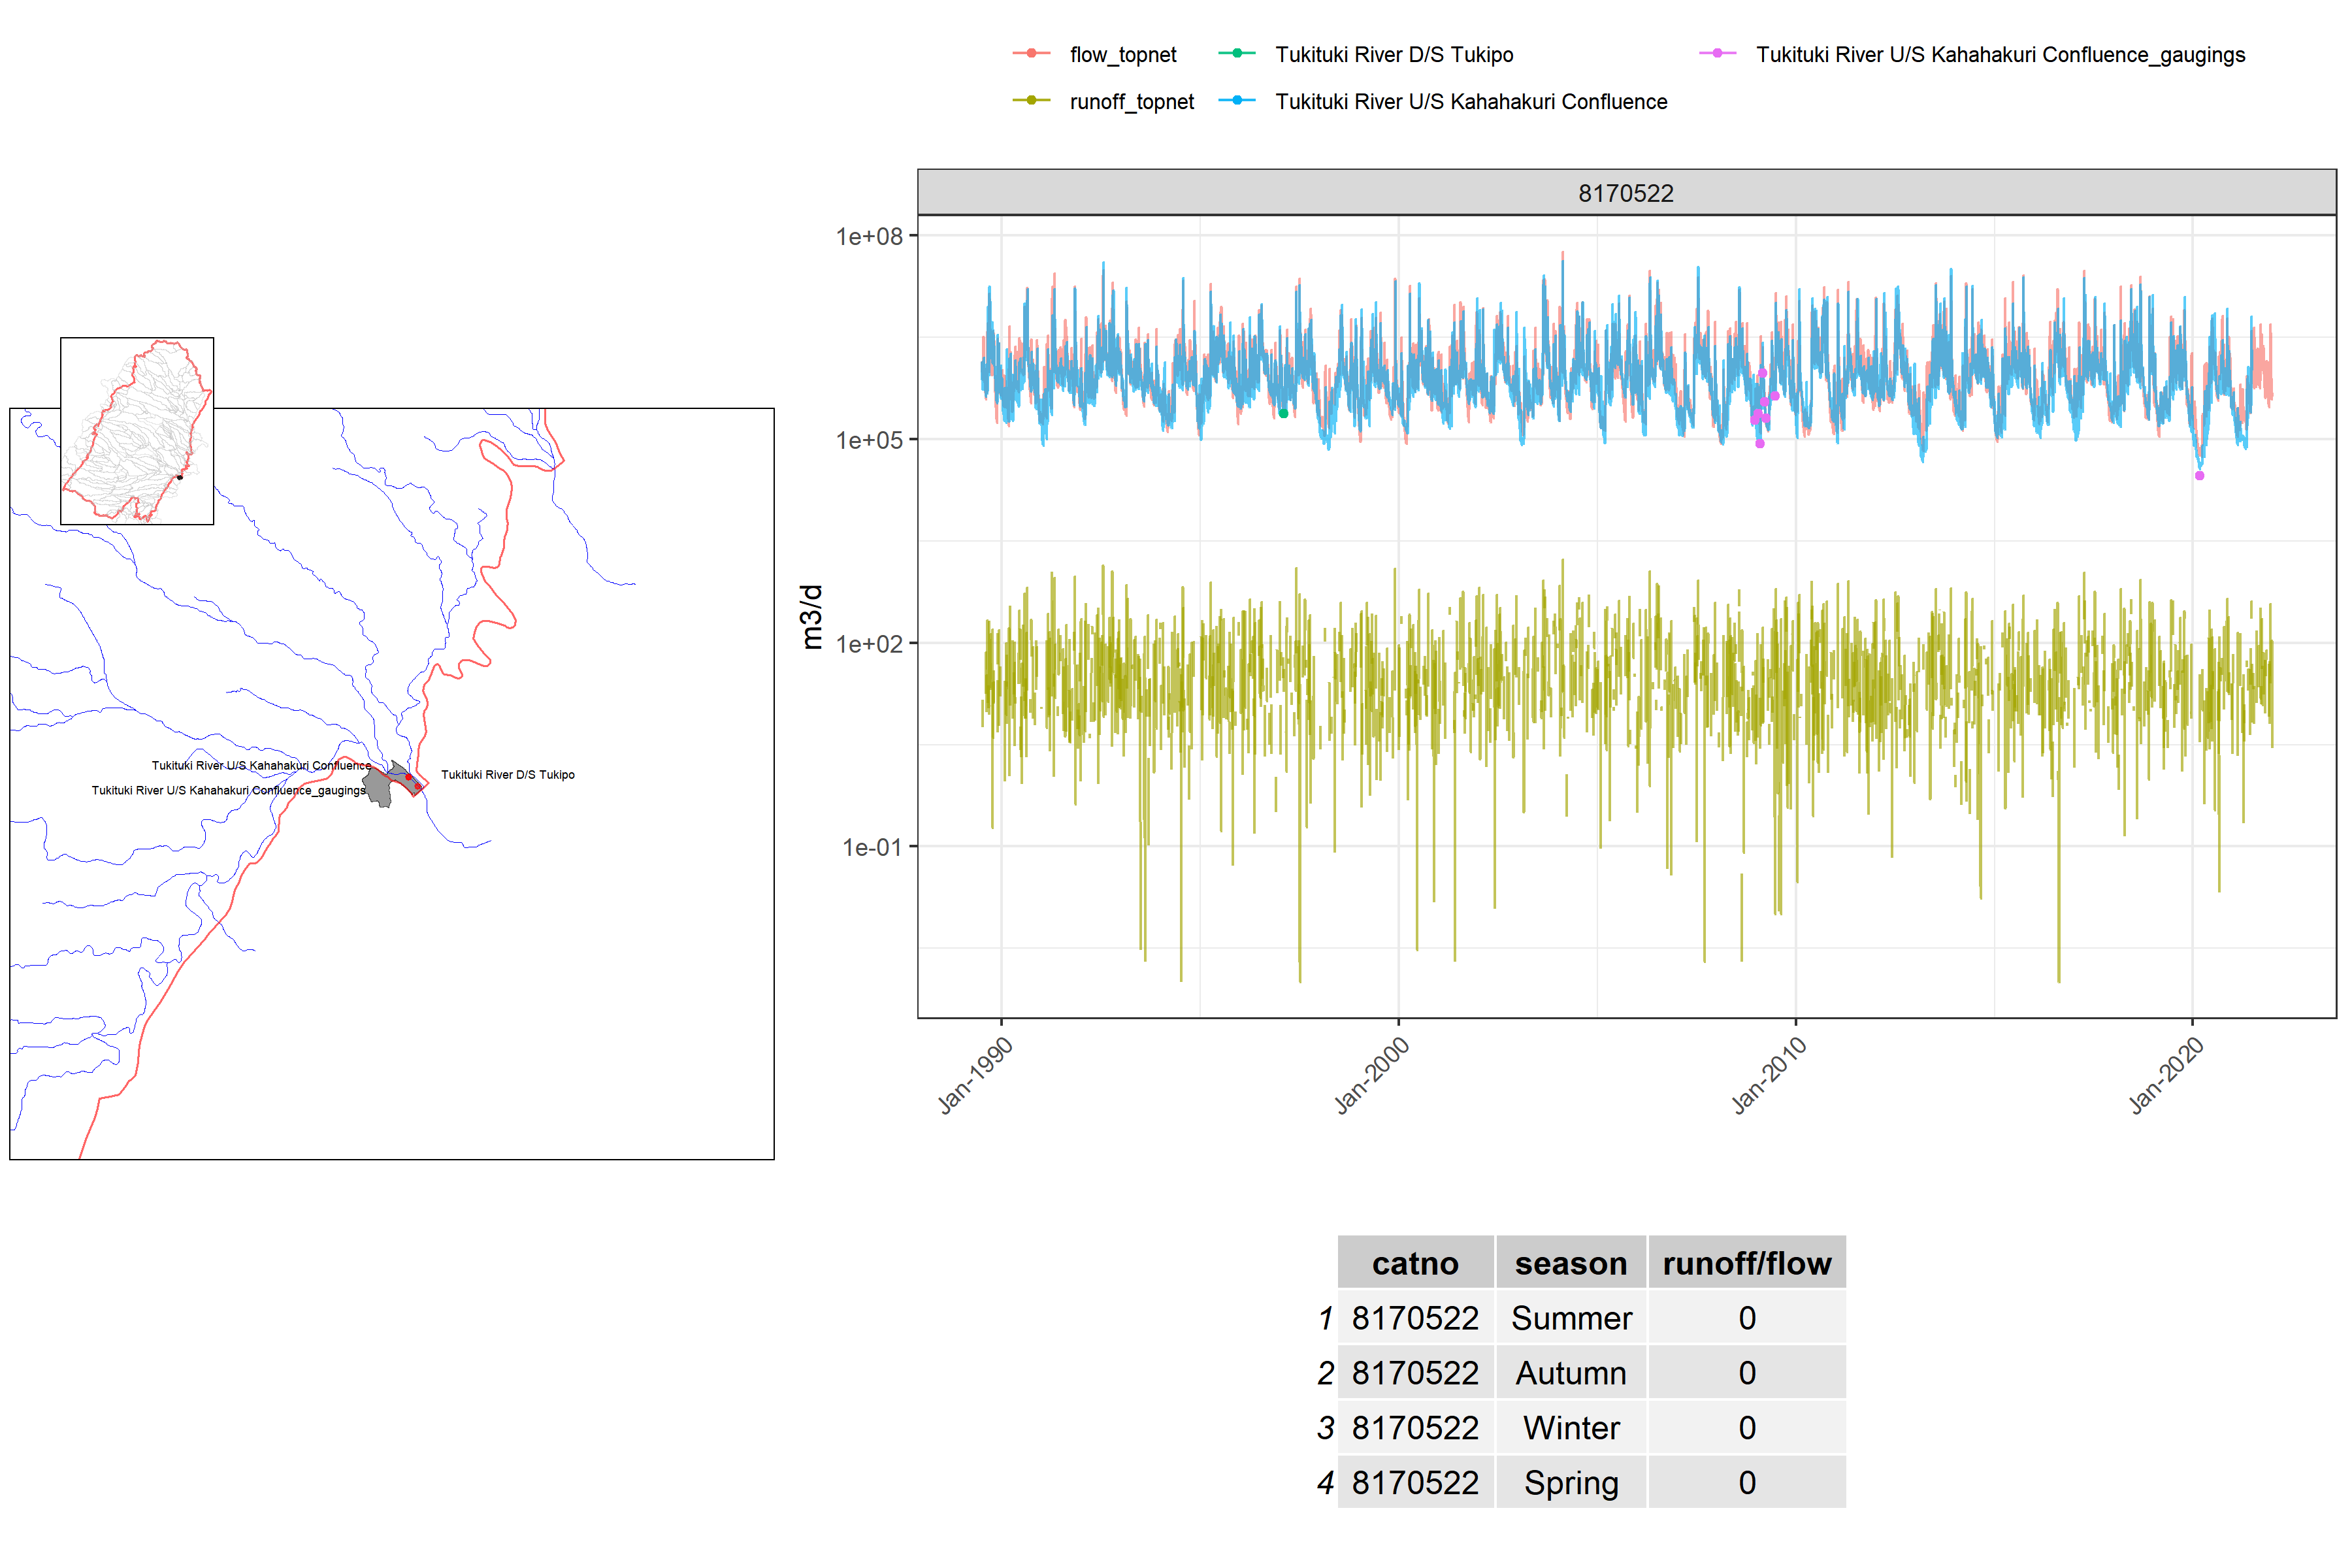 flow_topnet Tukituki River D/S Tukipo Tukituki River U/S Kahahakuri Confluence_gaugings
runoff_topnet Tukituki River U/S Kahahakuri Confluence
8170522
1e+08
1e+05
1e+02
1e-01
m3/d
Jan-1990 Jan-2000 Jan-2010 Jan-2020
Tukituki River U/S Kahahakuri Confluence
Tukituki River D/S Tukipo
Tukituki River U/S Kahahakuri Confluence_gaugings
catno season runoff/flow
1 8170522 Summer 0
2 8170522 Autumn 0
3 8170522 Winter 0
4 8170522 Spring 0